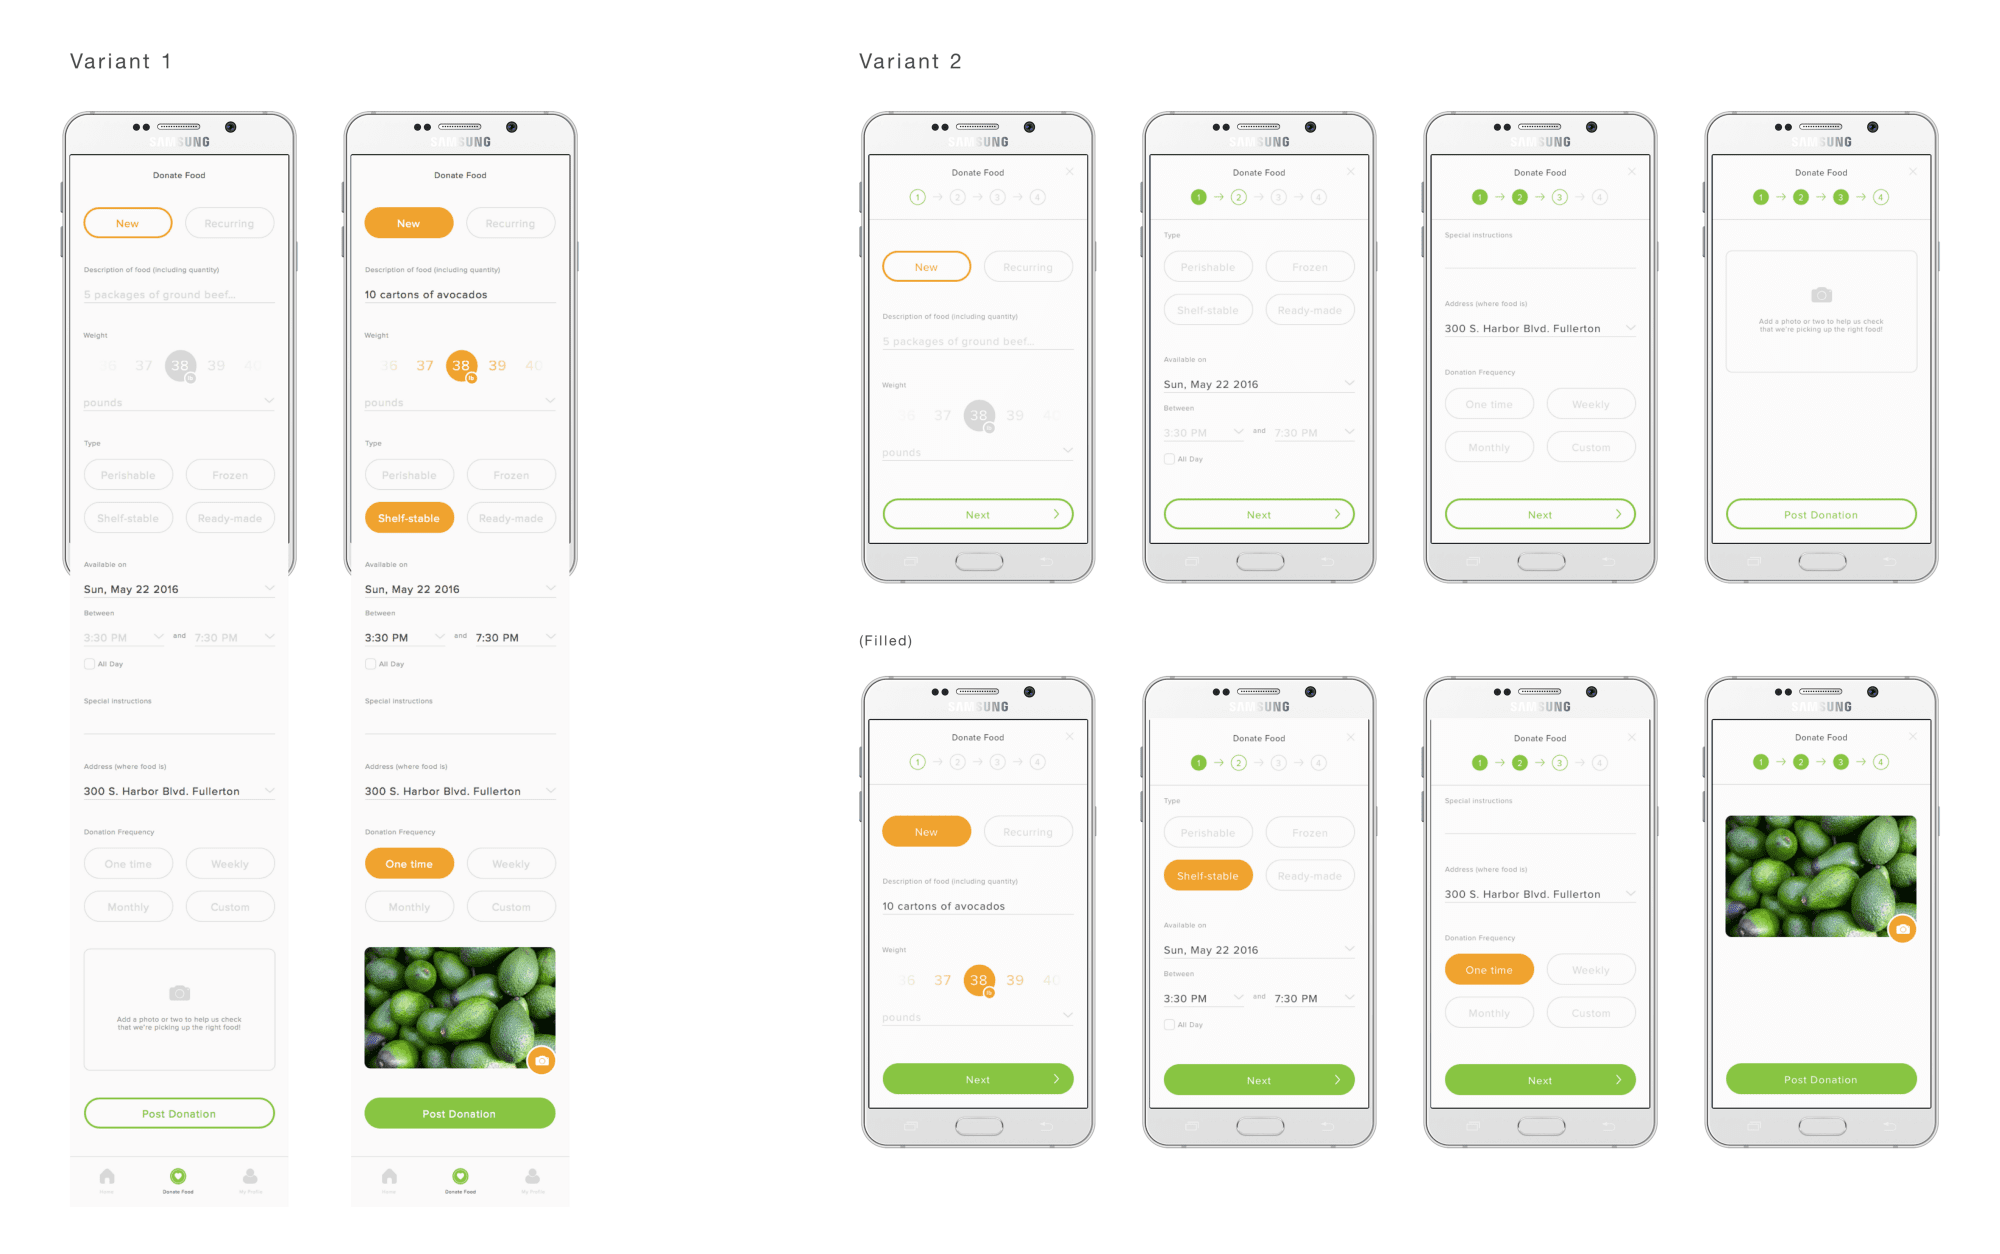 Variant 1
SAMSUNG
Donate Food
New
Recurring
Description of food (including quantity)
5 packages of ground beef...
Weight
36 37 38 39 40
lb
pounds
Type
Perishable
Frozen
Shelf-stable
Ready-made
Available on
Sun, May 22 2016
Between
3:30 PM and 7:30 PM
All Day
Special instructions
Address (where food is)
300 S. Harbor Blvd. Fullerton
Donation Frequency
One time
Weekly
Monthly
Custom
Add a photo or two to help us check
that we're picking up the right food!
Post Donation
Home
Donate Food
My Profile
SAMSUNG
Donate Food
New
Recurring
Description of food (including quantity)
10 cartons of avocados
Weight
36 37 38 39 40
lb
pounds
Type
Perishable
Frozen
Shelf-stable
Ready-made
Available on
Sun, May 22 2016
Between
3:30 PM and 7:30 PM
All Day
Special instructions
Address (where food is)
300 S. Harbor Blvd. Fullerton
Donation Frequency
One time
Weekly
Monthly
Custom
Post Donation
Home
Donate Food
My Profile
Variant 2
SAMSUNG
Donate Food
1 2 3 4
New
Recurring
Description of food (including quantity)
5 packages of ground beef...
Weight
36 37 38 39 40
lb
pounds
Next
SAMSUNG
Donate Food
1 2 3 4
Type
Perishable
Frozen
Shelf-stable
Ready-made
Available on
Sun, May 22 2016
Between
3:30 PM and 7:30 PM
All Day
Next
SAMSUNG
Donate Food
1 2 3 4
Special instructions
Address (where food is)
300 S. Harbor Blvd. Fullerton
Donation Frequency
One time
Weekly
Monthly
Custom
Next
SAMSUNG
Donate Food
1 2 3 4
Add a photo or two to help us check
that we're picking up the right food!
Post Donation
(Filled)
SAMSUNG
Donate Food
1 2 3 4
New
Recurring
Description of food (including quantity)
10 cartons of avocados
Weight
36 37 38 39 40
lb
pounds
Next
SAMSUNG
Donate Food
1 2 3 4
Type
Perishable
Frozen
Shelf-stable
Ready-made
Available on
Sun, May 22 2016
Between
3:30 PM and 7:30 PM
All Day
Next
SAMSUNG
Donate Food
1 2 3 4
Special instructions
Address (where food is)
300 S. Harbor Blvd. Fullerton
Donation Frequency
One time
Weekly
Monthly
Custom
Next
SAMSUNG
Donate Food
1 2 3 4
Post Donation